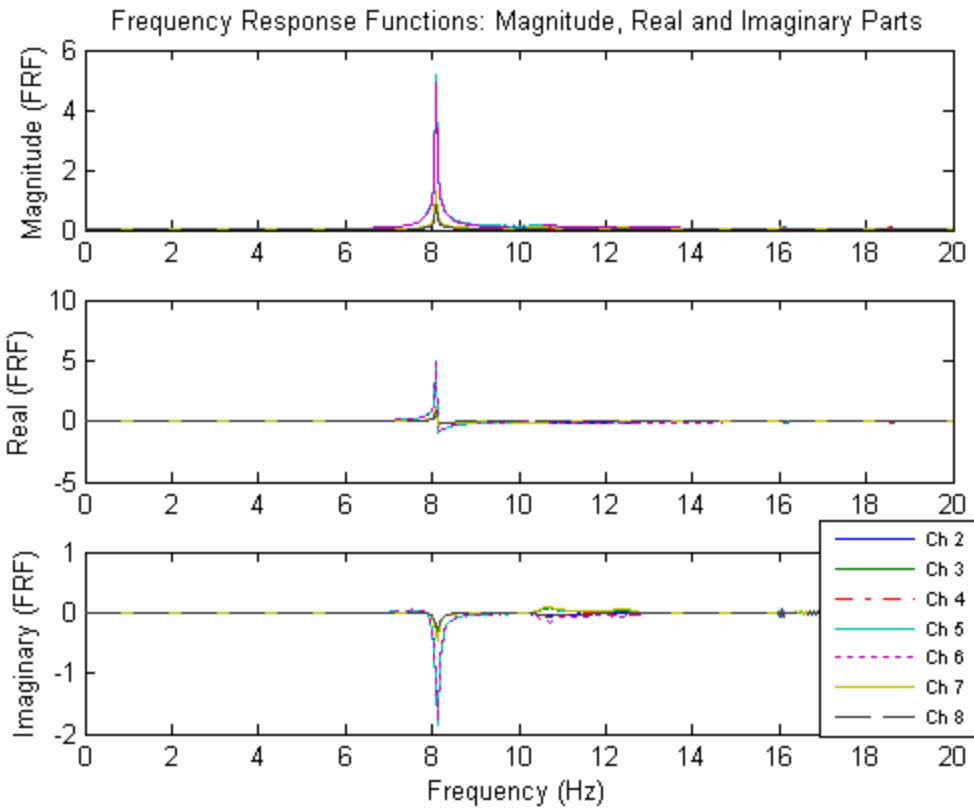 Frequency Response Functions: Magnitude, Real and Imaginary Parts
Magnitude (FRF)
6
4
2
0
0 2 4 6 8 10 12 14 16 18 20
Real (FRF)
10
5
0
-5
0 2 4 6 8 10 12 14 16 18 20
Imaginary (FRF)
1
0
-1
-2
Ch 2
Ch 3
Ch 4
Ch 5
Ch 6
Ch 7
Ch 8
0 2 4 6 8 10 12 14 16 18 20
Frequency (Hz)